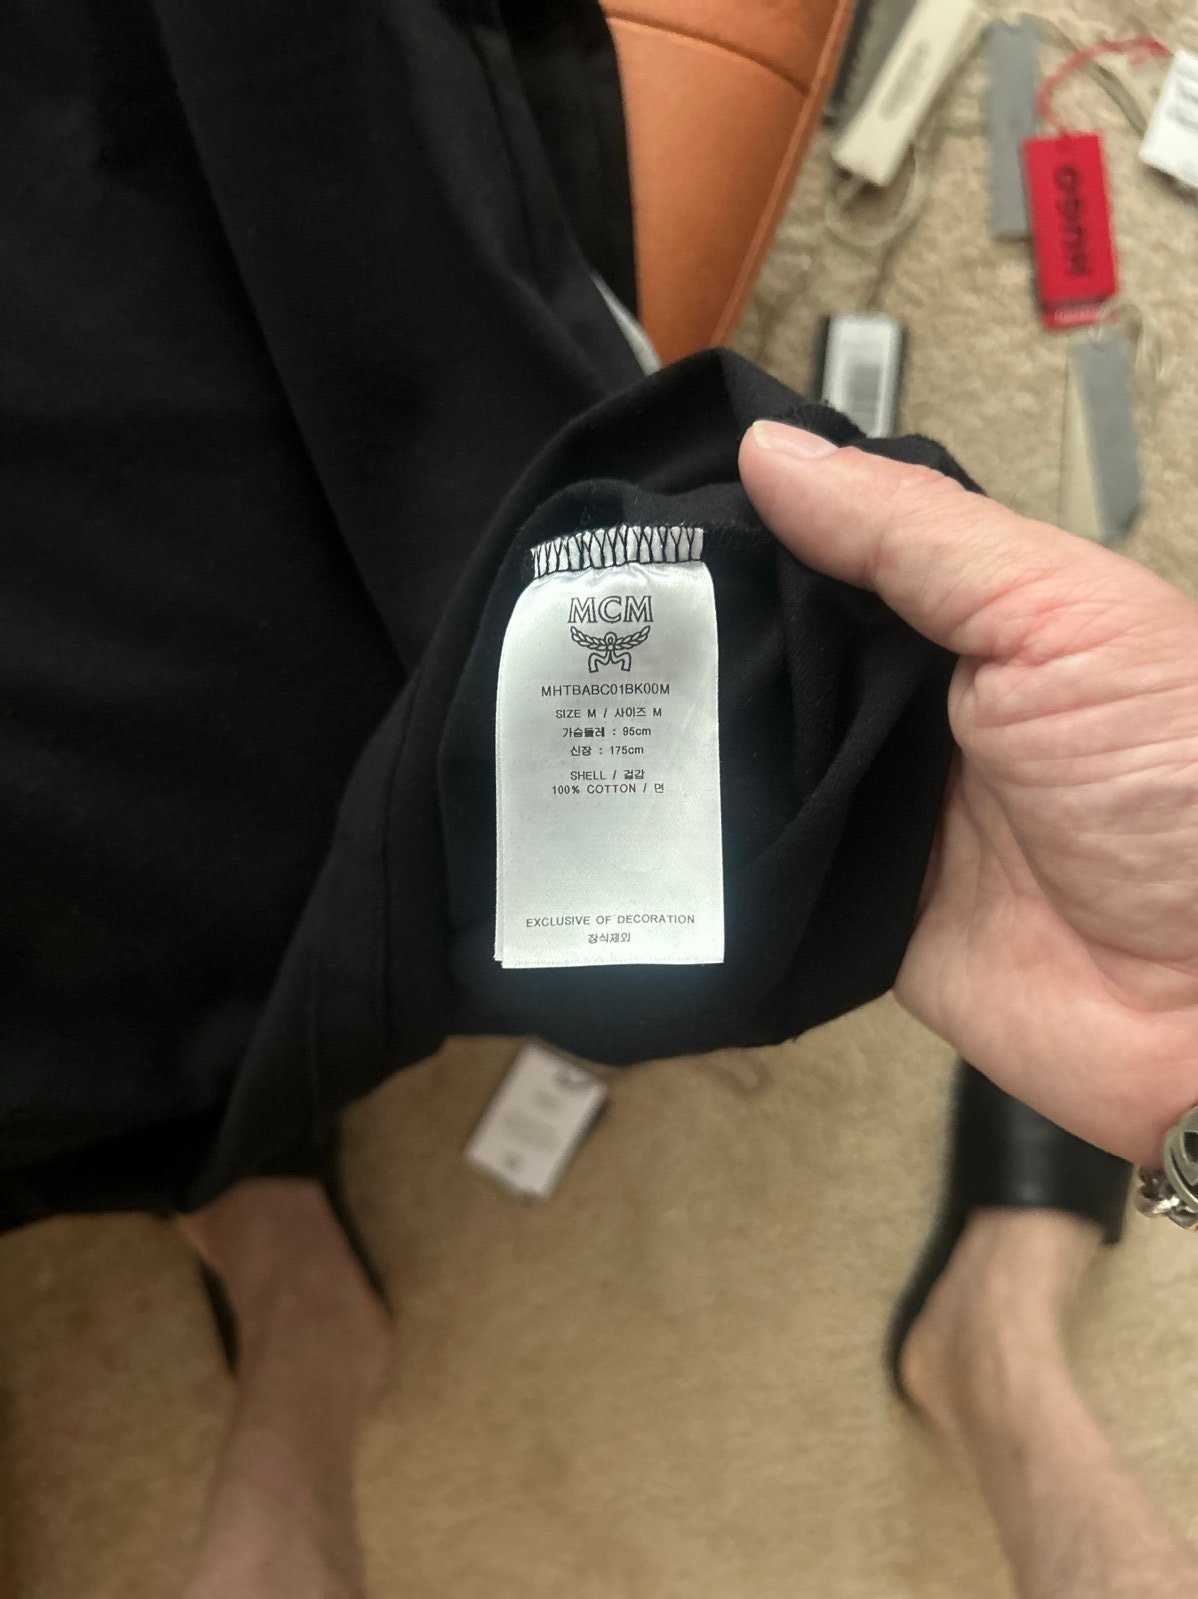 HUGO
MCM
MHTBABC01BK00M
SIZE M / 사이즈 M
가슴둘레 : 95cm
신장 : 175cm
SHELL / 겉감
100% COTTON / 면
EXCLUSIVE OF DECORATION
장식제외